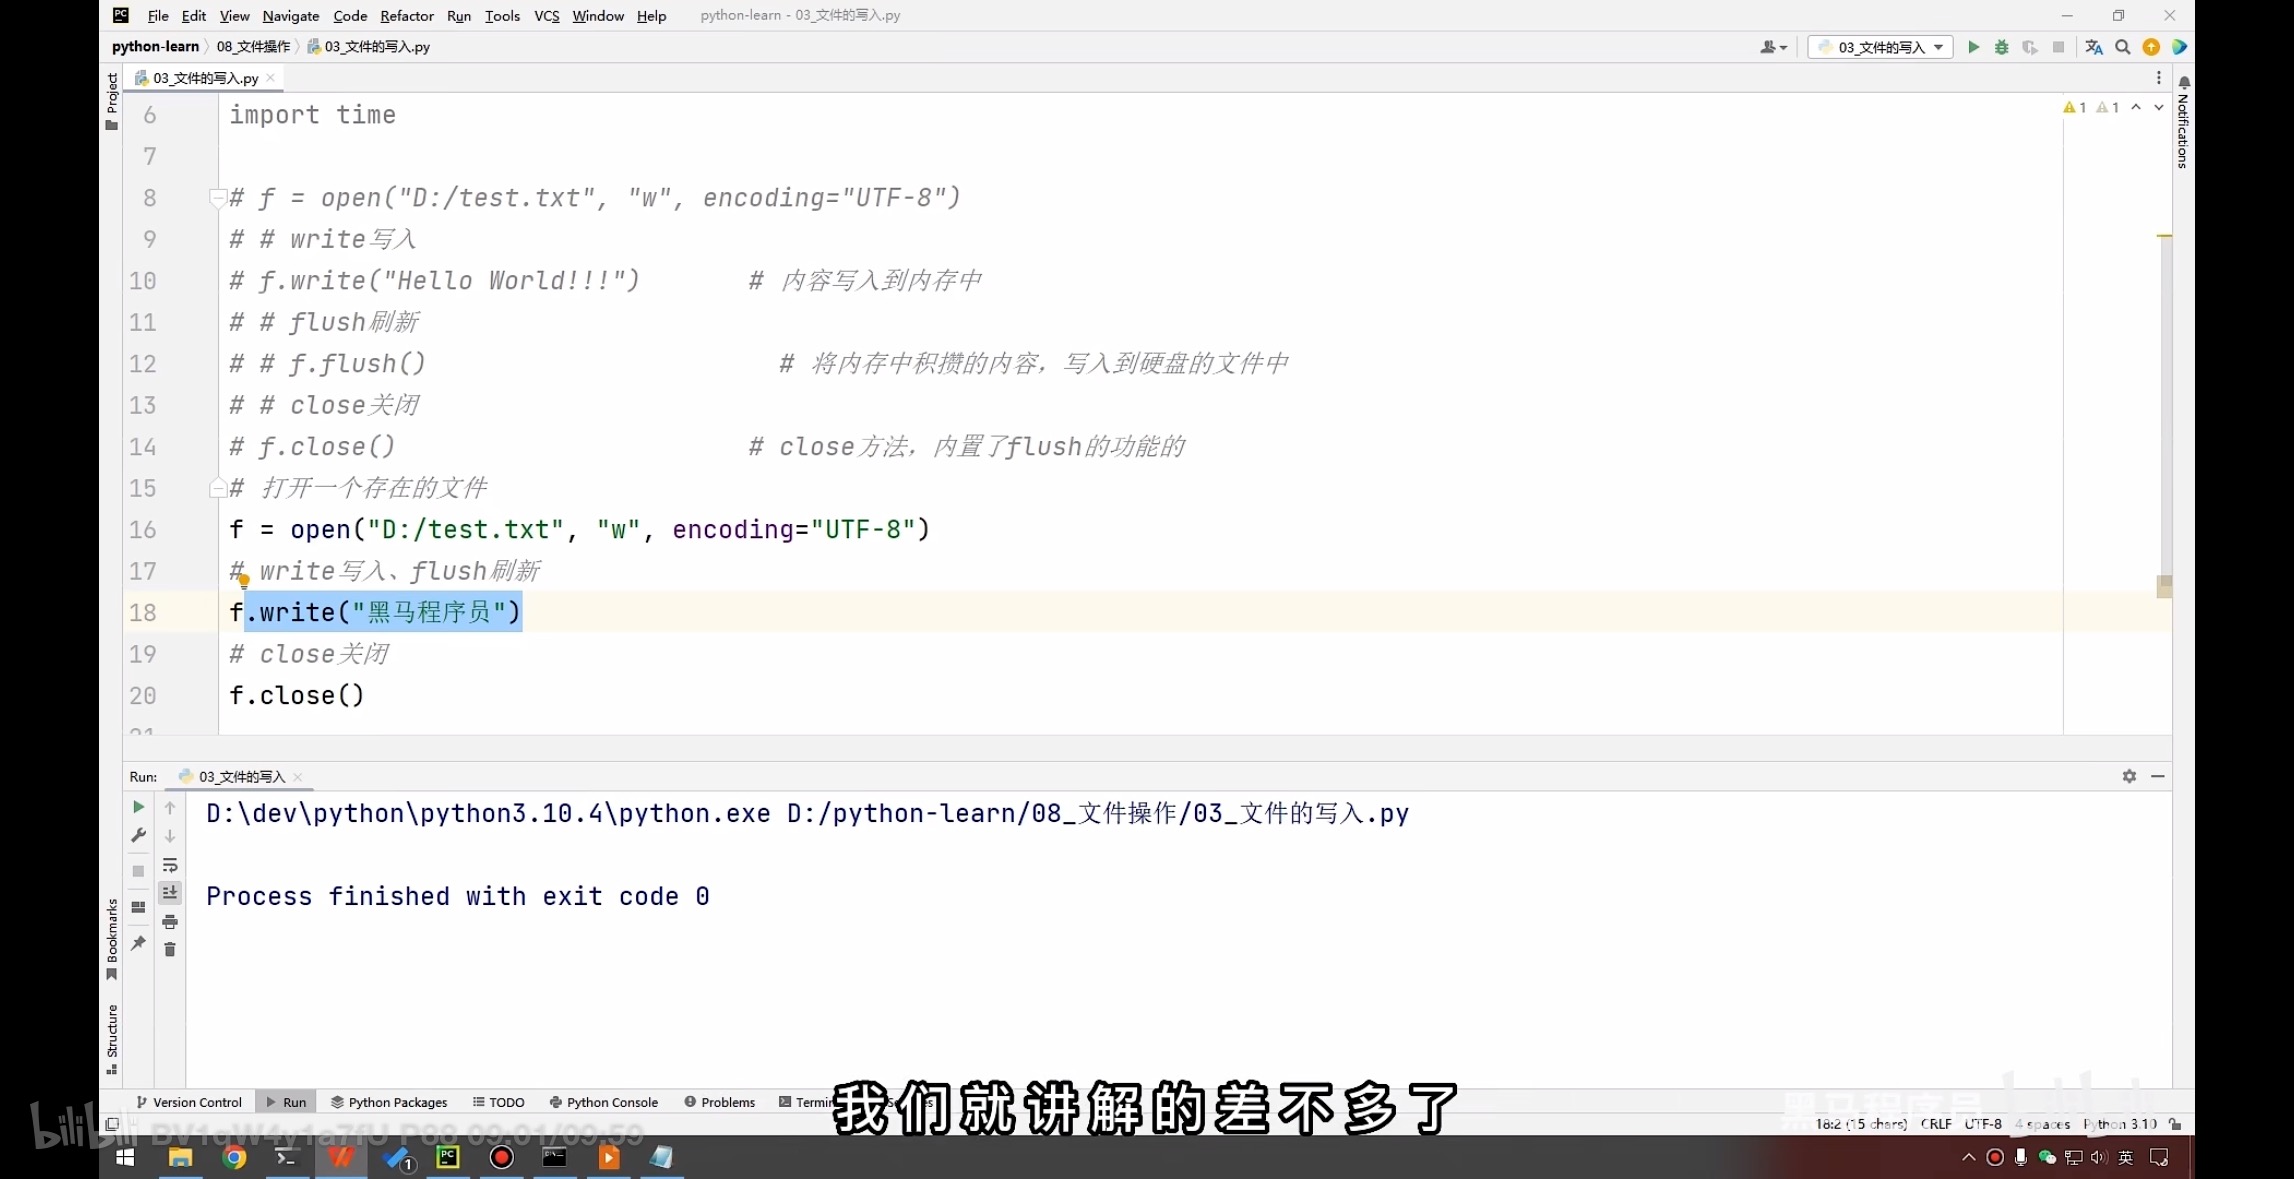 File Edit View Navigate Code Refactor Run Tools VCS Window Help python-learn - 03_文件的写入.py
python-learn 08_文件操作 03_文件的写入.py 03_文件的写入
Project 03_文件的写入.py
Notifications
1 1
6 import time
7
8 # f = open("D:/test.txt", "w", encoding="UTF-8")
9 # # write写入
10 # f.write("Hello World!!!") # 内容写入到内存中
11 # # flush刷新
12 # # f.flush() # 将内存中积攒的内容，写入到硬盘的文件中
13 # # close关闭
14 # f.close() # close方法，内置了flush的功能的
15 # 打开一个存在的文件
16 f = open("D:/test.txt", "w", encoding="UTF-8")
17 # write写入、flush刷新
18 f.write("黑马程序员")
19 # close关闭
20 f.close()
21
Run: 03_文件的写入
D:\dev\python\python3.10.4\python.exe D:/python-learn/08_文件操作/03_文件的写入.py
Process finished with exit code 0
Bookmarks
Structure
Version Control Run Python Packages TODO Python Console Problems
我们就讲解的差不多了
bilibili BV1qW4y1a7fU P88 09:01/09:59
黑马程序员
18:2 (15 chars) CRLF UTF-8 4 spaces Python 3.10
1
英